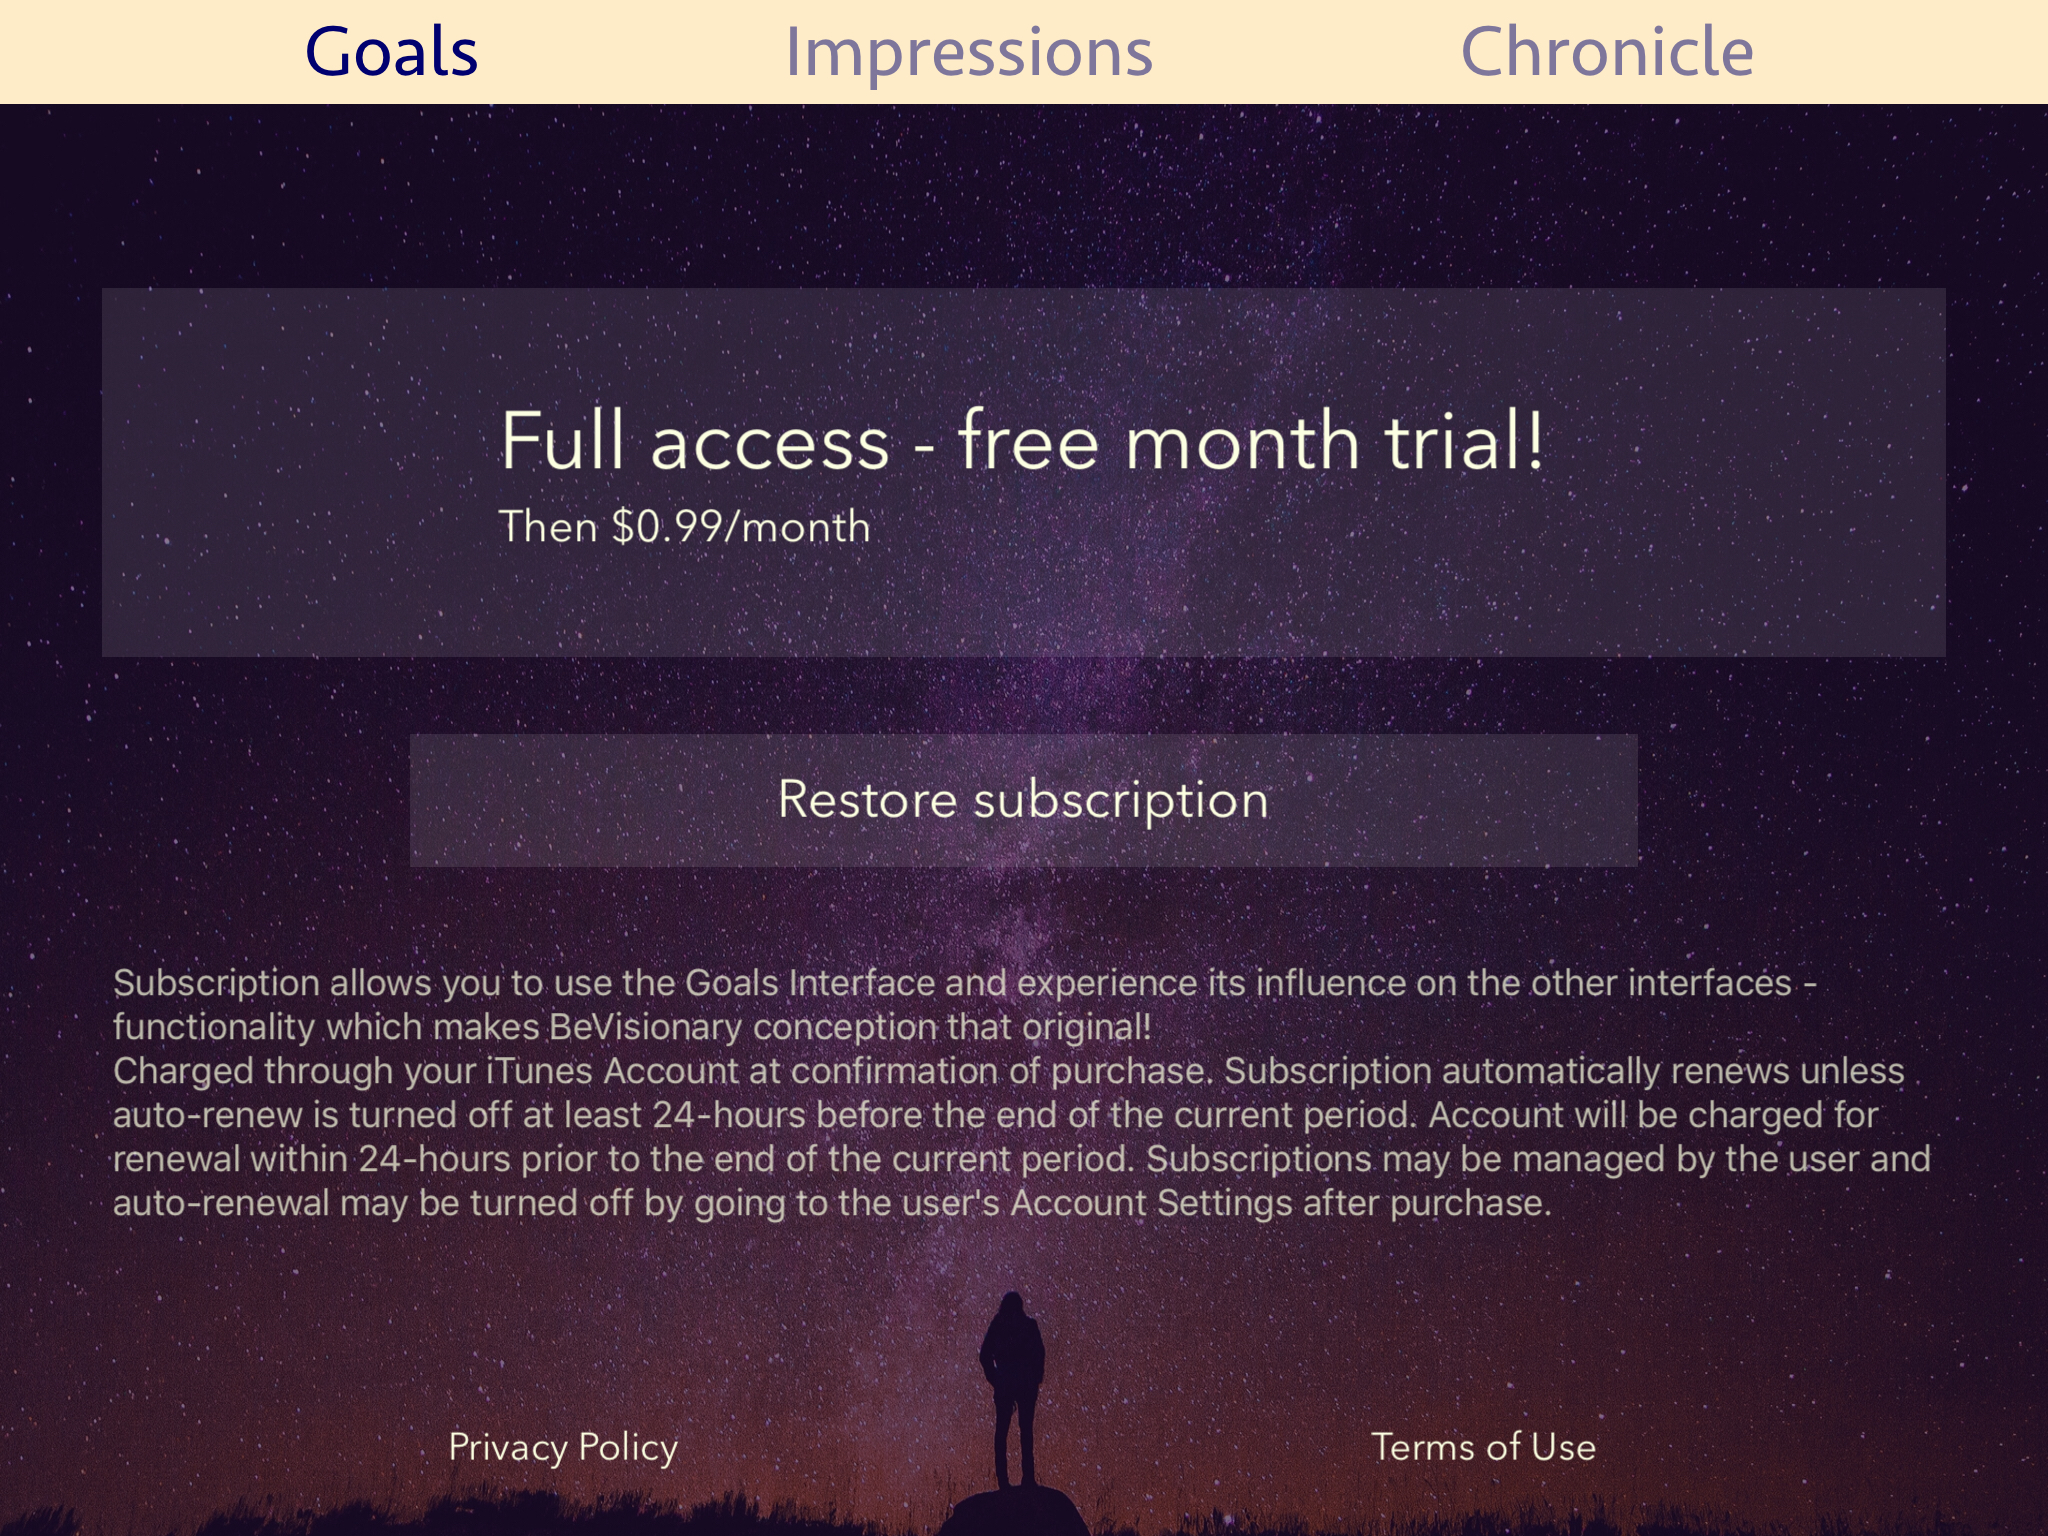 Goals
Impressions
Chronicle
Full access - free month trial!
Then $0.99/month
Restore subscription
Subscription allows you to use the Goals Interface and experience its influence on the other interfaces -
functionality which makes BeVisionary conception that original!
Charged through your iTunes Account at confirmation of purchase. Subscription automatically renews unless
auto-renew is turned off at least 24-hours before the end of the current period. Account will be charged for
renewal within 24-hours prior to the end of the current period. Subscriptions may be managed by the user and
auto-renewal may be turned off by going to the user's Account Settings after purchase.
Privacy Policy
Terms of Use